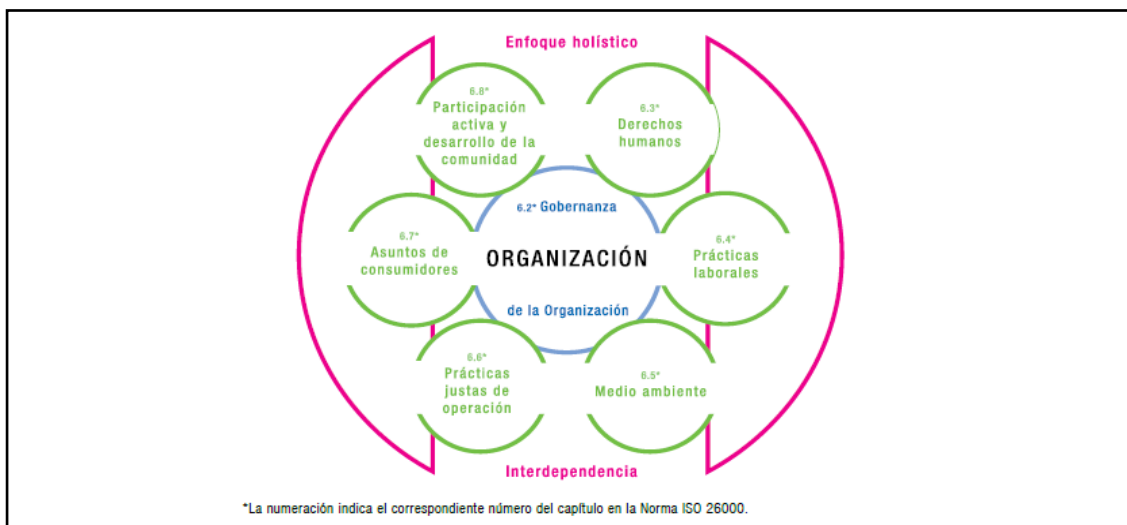 Enfoque holístico
6.8*
Participación
activa y
desarrollo de la
comunidad
6.3*
Derechos
humanos
6.2* Gobernanza
6.7*
Asuntos de
consumidores
ORGANIZACIÓN
6.4*
Prácticas
laborales
de la Organización
6.6*
Prácticas
justas de
operación
6.5*
Medio ambiente
Interdependencia
*La numeración indica el correspondiente número del capítulo en la Norma ISO 26000.